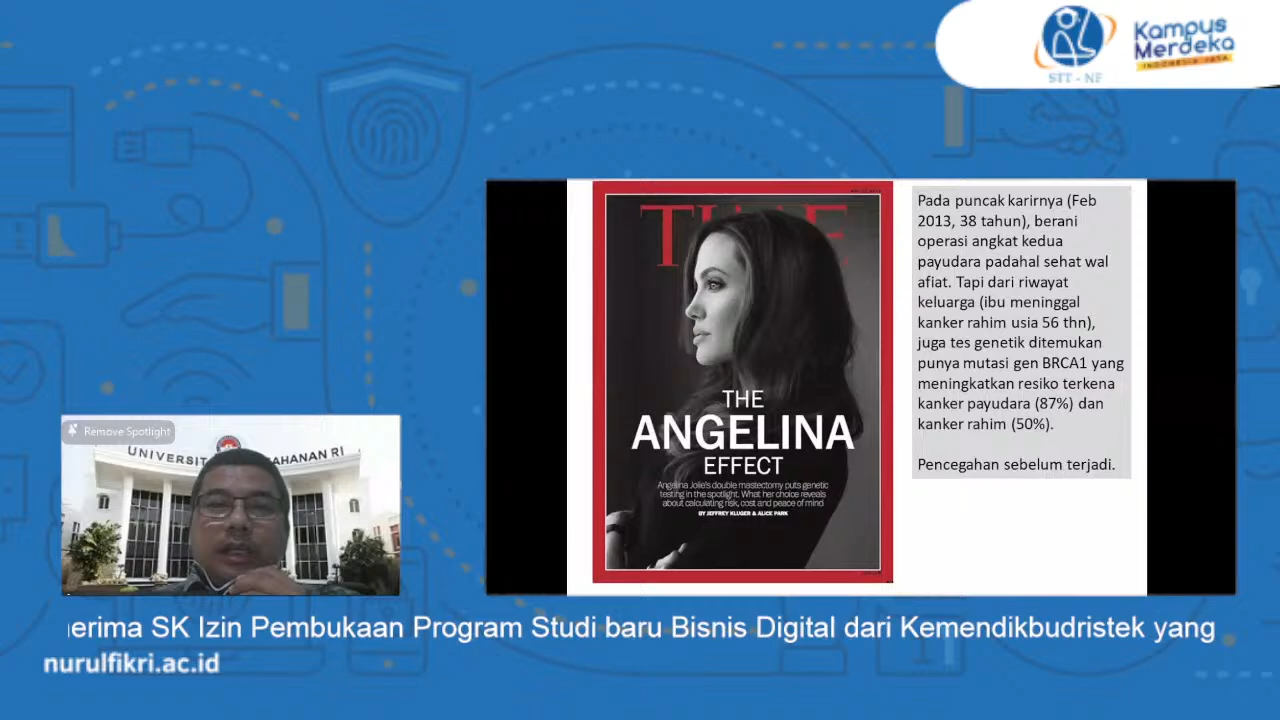 STT - NF
Kampus
Merdeka
INDONESIA JAYA
TIME
THE
ANGELINA
EFFECT
Angelina Jolie's double mastectomy puts genetic
testing in the spotlight. What her choice reveals
about calculating risk, cost and peace of mind
BY JEFFREY KLUGER & ALICE PARK
Pada puncak karirnya (Feb
2013, 38 tahun), berani
operasi angkat kedua
payudara padahal sehat wal
afiat. Tapi dari riwayat
keluarga (ibu meninggal
kanker rahim usia 56 thn),
juga tes genetik ditemukan
punya mutasi gen BRCA1 yang
meningkatkan resiko terkena
kanker payudara (87%) dan
kanker rahim (50%).
Pencegahan sebelum terjadi.
Remove Spotlight
UNIVERSIT AHANAN RI
erima SK Izin Pembukaan Program Studi baru Bisnis Digital dari Kemendikbudristek yang
nurulfikri.ac.id